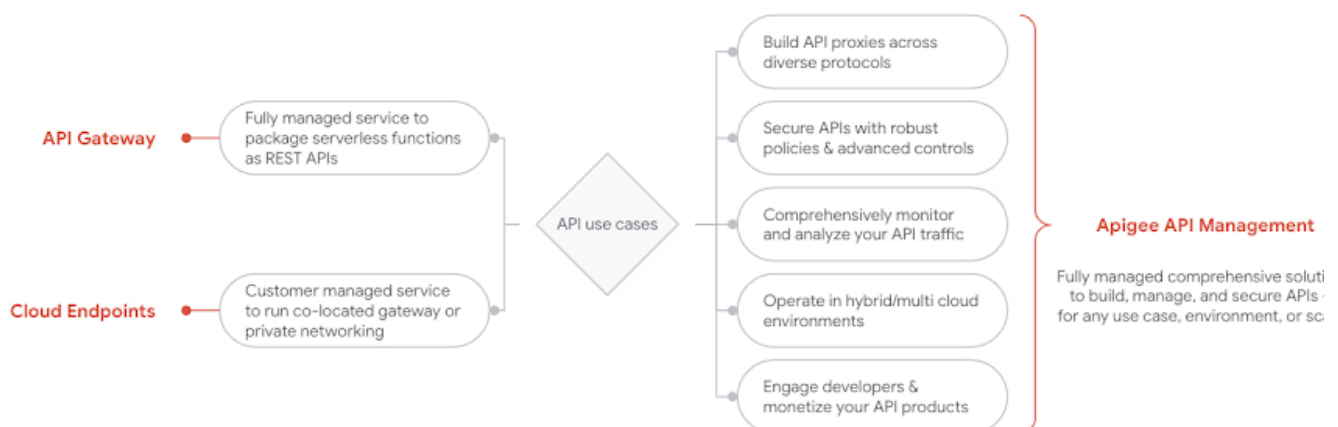 API Gateway
Fully managed service to
package serverless functions
as REST APIs
Cloud Endpoints
Customer managed service
to run co-located gateway or
private networking
API use cases
Build API proxies across
diverse protocols
Secure APIs with robust
policies & advanced controls
Comprehensively monitor
and analyze your API traffic
Operate in hybrid/multi cloud
environments
Engage developers &
monetize your API products
Apigee API Management
Fully managed comprehensive
to build, manage, and secure APIs
for any use case, environment, or